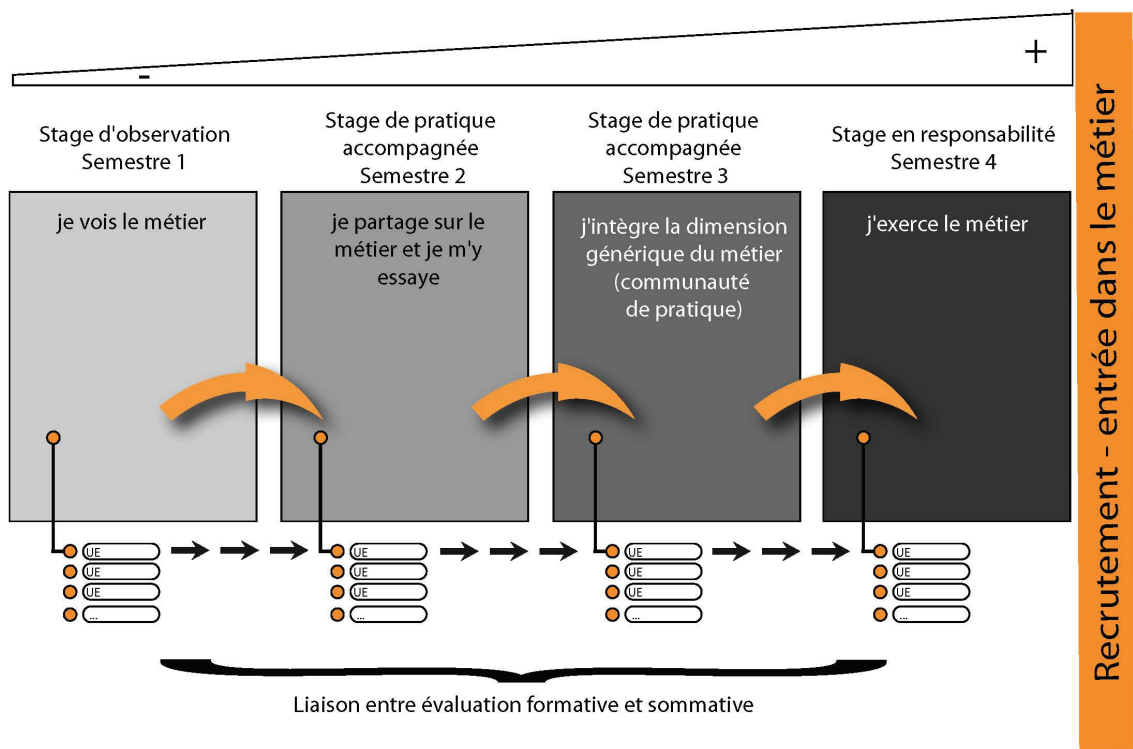 -
+
Stage d'observation
Semestre 1
Stage de pratique
accompagnée
Semestre 2
Stage de pratique
accompagnée
Semestre 3
Stage en responsabilité
Semestre 4
je vois le métier
je partage sur le
métier et je m'y
essaye
j'intègre la dimension
générique du métier
(communauté
de pratique)
j'exerce le métier
UE
UE
UE
...
UE
UE
UE
...
UE
UE
UE
...
UE
UE
UE
...
Liaison entre évaluation formative et sommative
Recrutement - entrée dans le métier